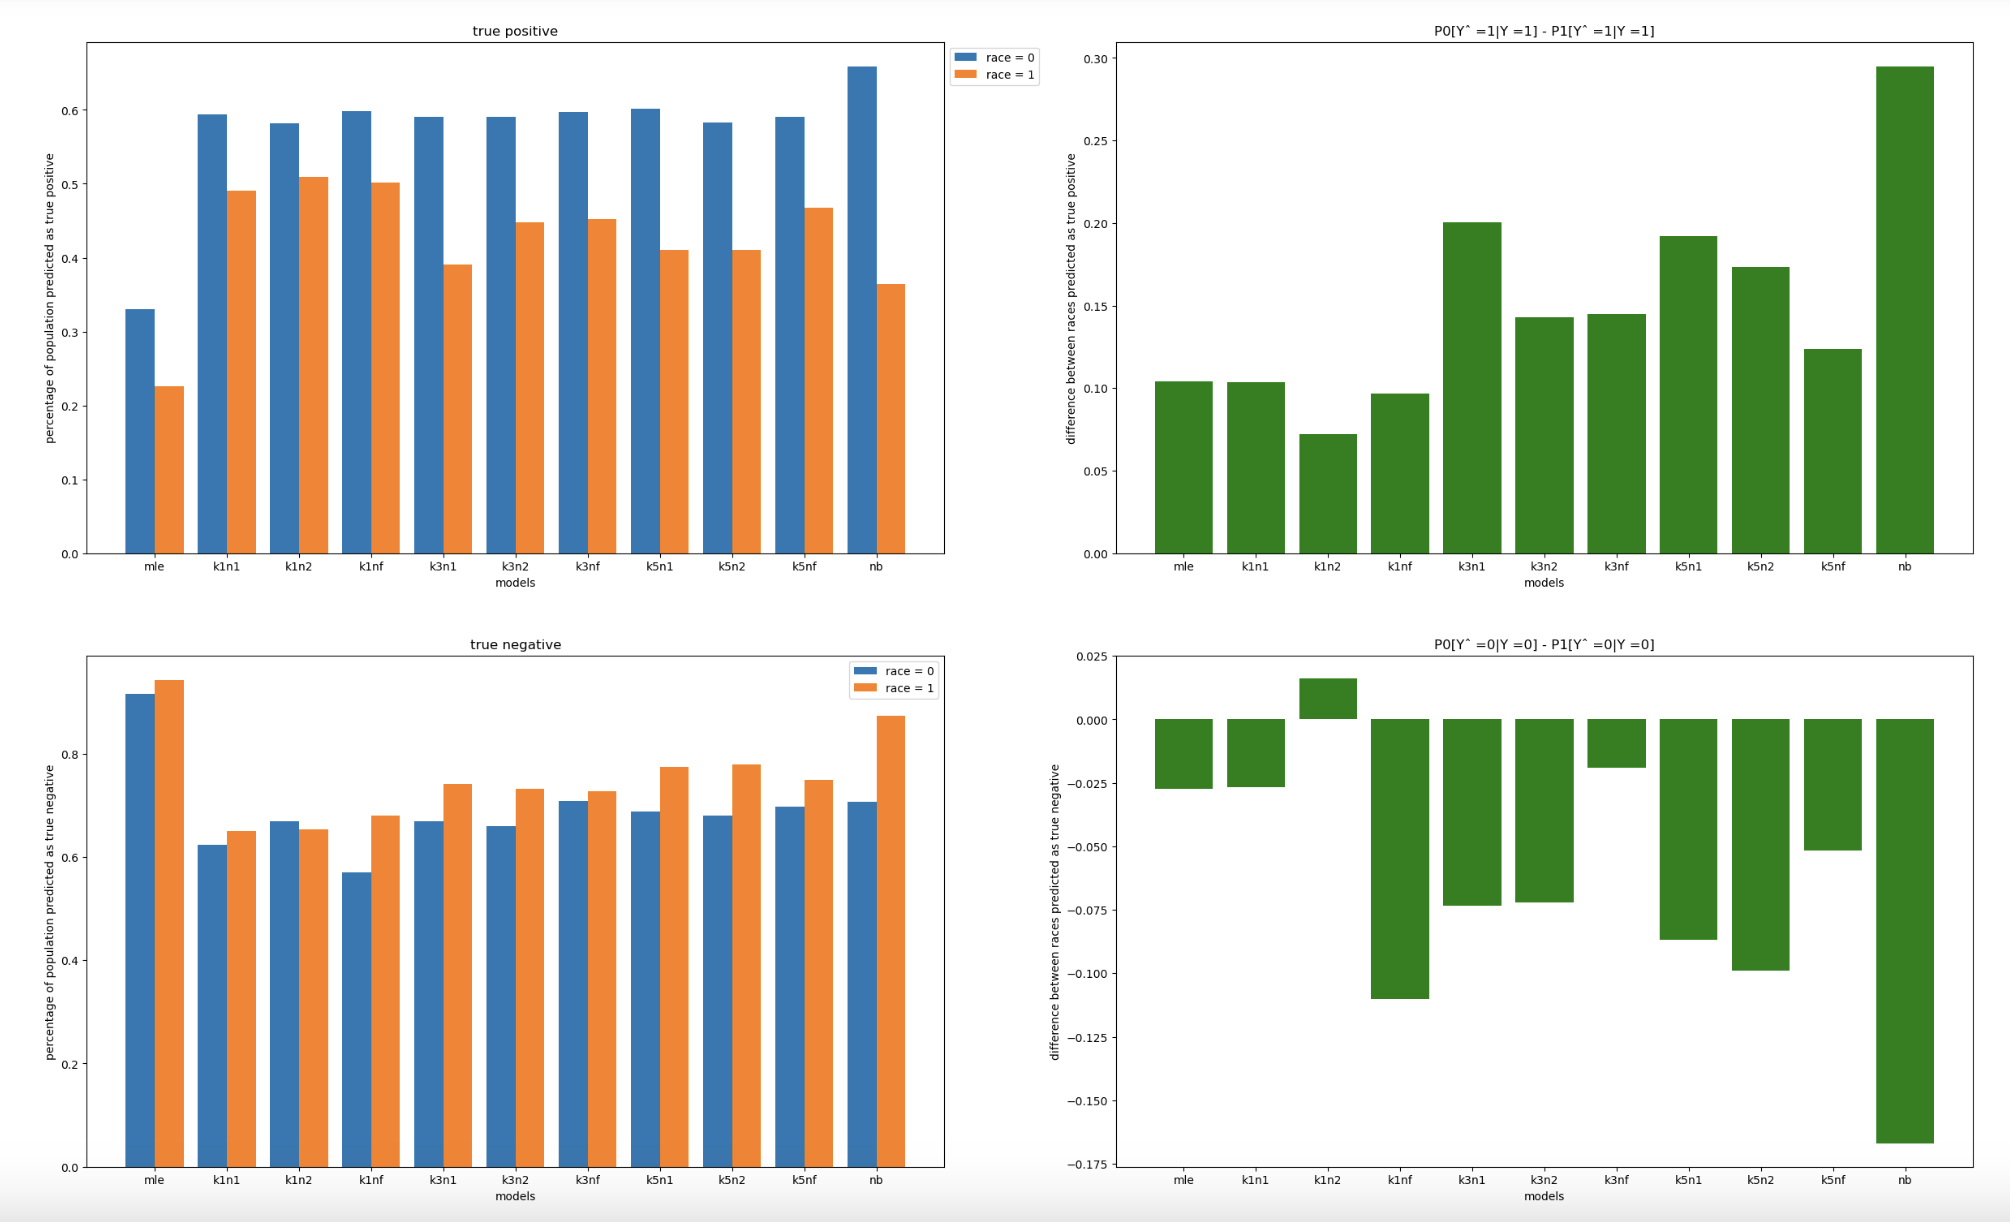 true positive
race = 0
race = 1
percentage of population predicted as true positive
0.6
0.5
0.4
0.3
0.2
0.1
0.0
mle k1n1 k1n2 k1nf k3n1 k3n2 k3nf k5n1 k5n2 k5nf nb
models
P0[Yˆ =1|Y =1] - P1[Yˆ =1|Y =1]
difference between races predicted as true positive
0.30
0.25
0.20
0.15
0.10
0.05
0.00
mle k1n1 k1n2 k1nf k3n1 k3n2 k3nf k5n1 k5n2 k5nf nb
models
true negative
race = 0
race = 1
percentage of population predicted as true negative
0.8
0.6
0.4
0.2
0.0
mle k1n1 k1n2 k1nf k3n1 k3n2 k3nf k5n1 k5n2 k5nf nb
models
P0[Yˆ =0|Y =0] - P1[Yˆ =0|Y =0]
difference between races predicted as true negative
0.025
0.000
−0.025
−0.050
−0.075
−0.100
−0.125
−0.150
−0.175
mle k1n1 k1n2 k1nf k3n1 k3n2 k3nf k5n1 k5n2 k5nf nb
models